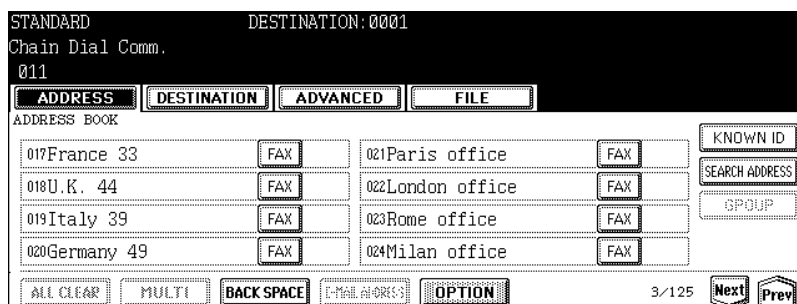 STANDARD DESTINATION:0001
Chain Dial Comm.
011
ADDRESS DESTINATION ADVANCED FILE
ADDRESS BOOK
KNOWN ID
017France 33 FAX 021Paris office FAX
SEARCH ADDRESS
018U.K. 44 FAX 022London office FAX
GPOUP
019Italy 39 FAX 023Rome office FAX
020Germany 49 FAX 024Milan office FAX
ALL CLEAR MULTI BACK SPACE E-MAIL ADDRESS OPTION 3/125 Next Prev